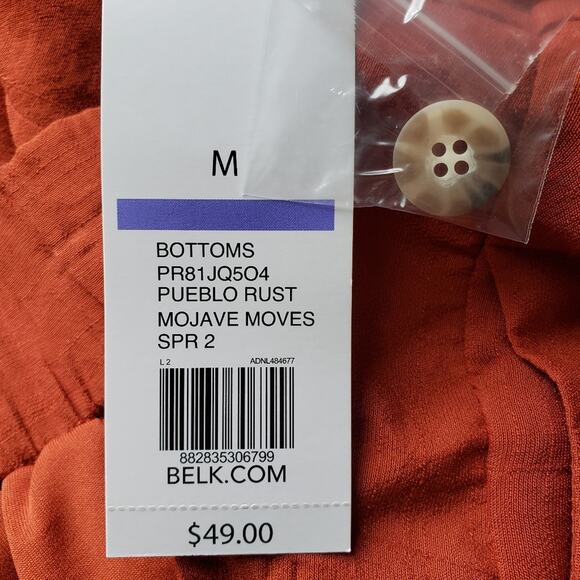 M
BOTTOMS
PR81JQ5O4
PUEBLO RUST
MOJAVE MOVES
SPR 2
L 2 ADNL484677
882835306799
BELK.COM
$49.00